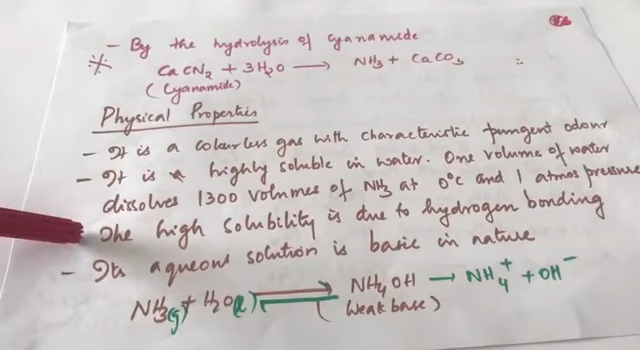 - By the hydrolysis of cyanamide
* CaCN2 + 3H2O → NH3 + CaCO3 ∴
(Cyanamide)
Physical Properties
- It is a colourless gas with characteristic pungent odour
- It is highly soluble in water. One volume of water
dissolves 1300 volumes of NH3 at 0°C and 1 atmos pressure
The high Solubility is due to hydrogen bonding
- Its aqueous solution is basic in nature
NH3(g) + H2O(l) ⇌ NH4OH → NH4+ + OH-
(Weak base)